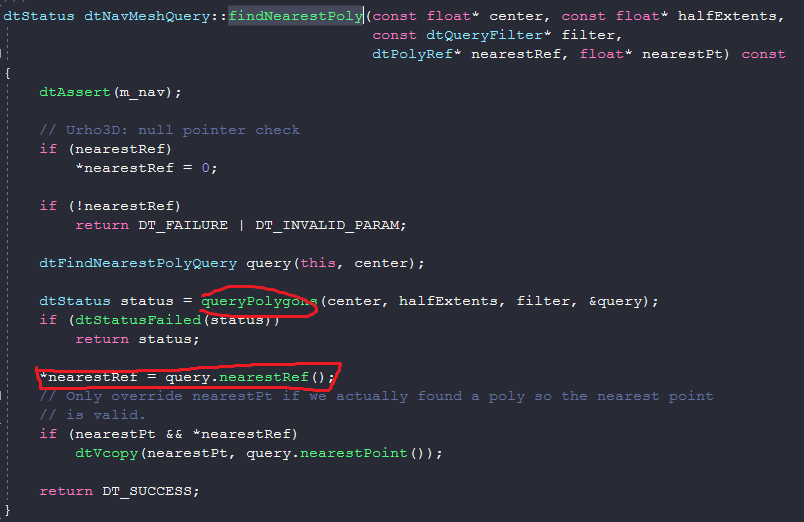 dtStatus dtNavMeshQuery::findNearestPoly(const float* center, const float* halfExtents,
const dtQueryFilter* filter,
dtPolyRef* nearestRef, float* nearestPt) const
{
dtAssert(m_nav);
// Urho3D: null pointer check
if (nearestRef)
*nearestRef = 0;
if (!nearestRef)
return DT_FAILURE | DT_INVALID_PARAM;
dtFindNearestPolyQuery query(this, center);
dtStatus status = queryPolygons(center, halfExtents, filter, &query);
if (dtStatusFailed(status))
return status;
*nearestRef = query.nearestRef();
// Only override nearestPt if we actually found a poly so the nearest point
// is valid.
if (nearestPt && *nearestRef)
dtVcopy(nearestPt, query.nearestPoint());
return DT_SUCCESS;
}